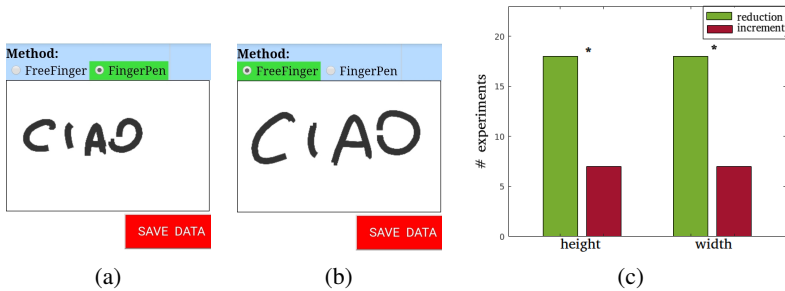 Method:
FreeFinger FingerPen
CIAO
SAVE DATA
(a)
Method:
FreeFinger FingerPen
CIAO
SAVE DATA
(b)
reduction
increment
# experiments
20
15
10
5
0
*
*
height width
(c)